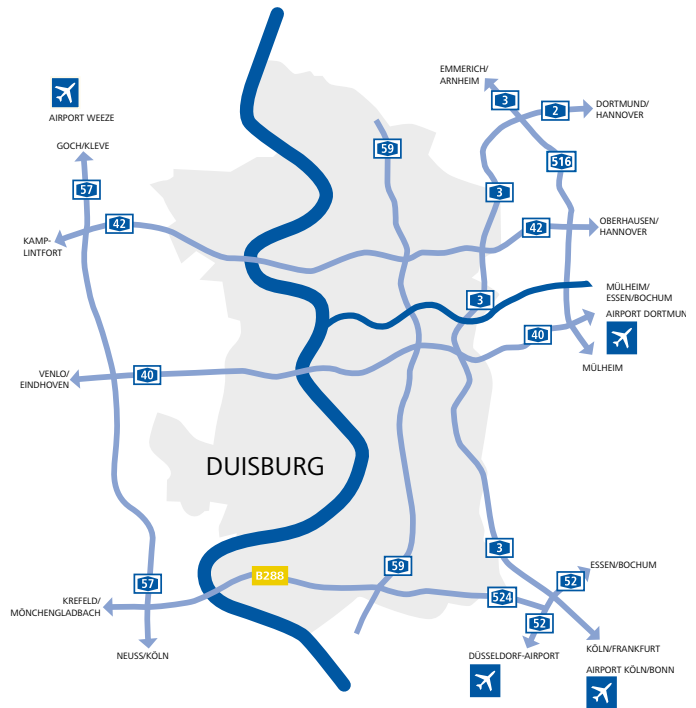 EMMERICH/
ARNHEIM
3
2
DORTMUND/
HANNOVER
AIRPORT WEEZE
GOCH/KLEVE
59
516
57
3
42
KAMP-
LINTFORT
42
OBERHAUSEN/
HANNOVER
3
MÜLHEIM/
ESSEN/BOCHUM
AIRPORT DORTMUN
40
MÜLHEIM
VENLO/
EINDHOVEN
40
DUISBURG
3
ESSEN/BOCHUM
59
B288
52
57
524
KREFELD/
MÖNCHENGLADBACH
52
NEUSS/KÖLN
DÜSSELDORF-AIRPORT
KÖLN/FRANKFURT
AIRPORT KÖLN/BONN